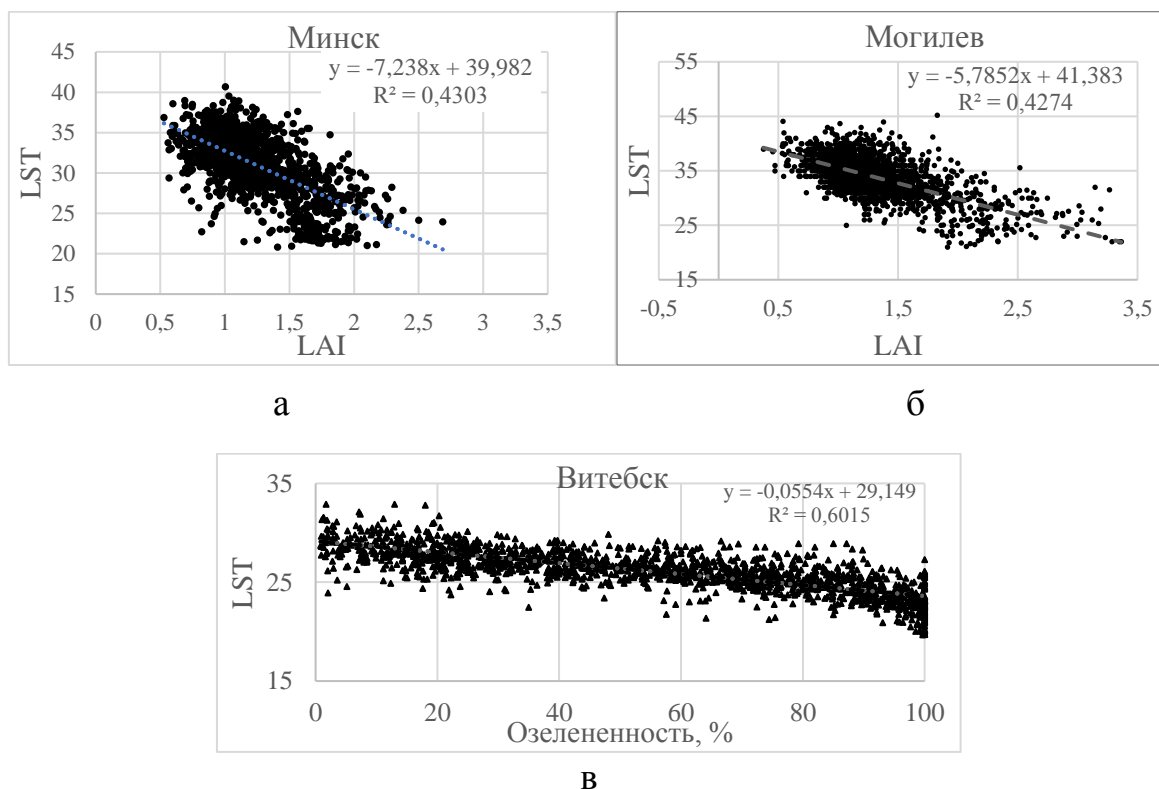 Минск
y = -7,238x + 39,982
R² = 0,4303
LST
45
40
35
30
25
20
15
0 0,5 1 1,5 2 2,5 3 3,5
LAI
а
Могилев
y = -5,7852x + 41,383
R² = 0,4274
LST
55
45
35
25
15
-0,5 0,5 1,5 2,5 3,5
LAI
б
Витебск
y = -0,0554x + 29,149
R² = 0,6015
LST
35
25
15
0 20 40 60 80 100
Озелененность, %
в